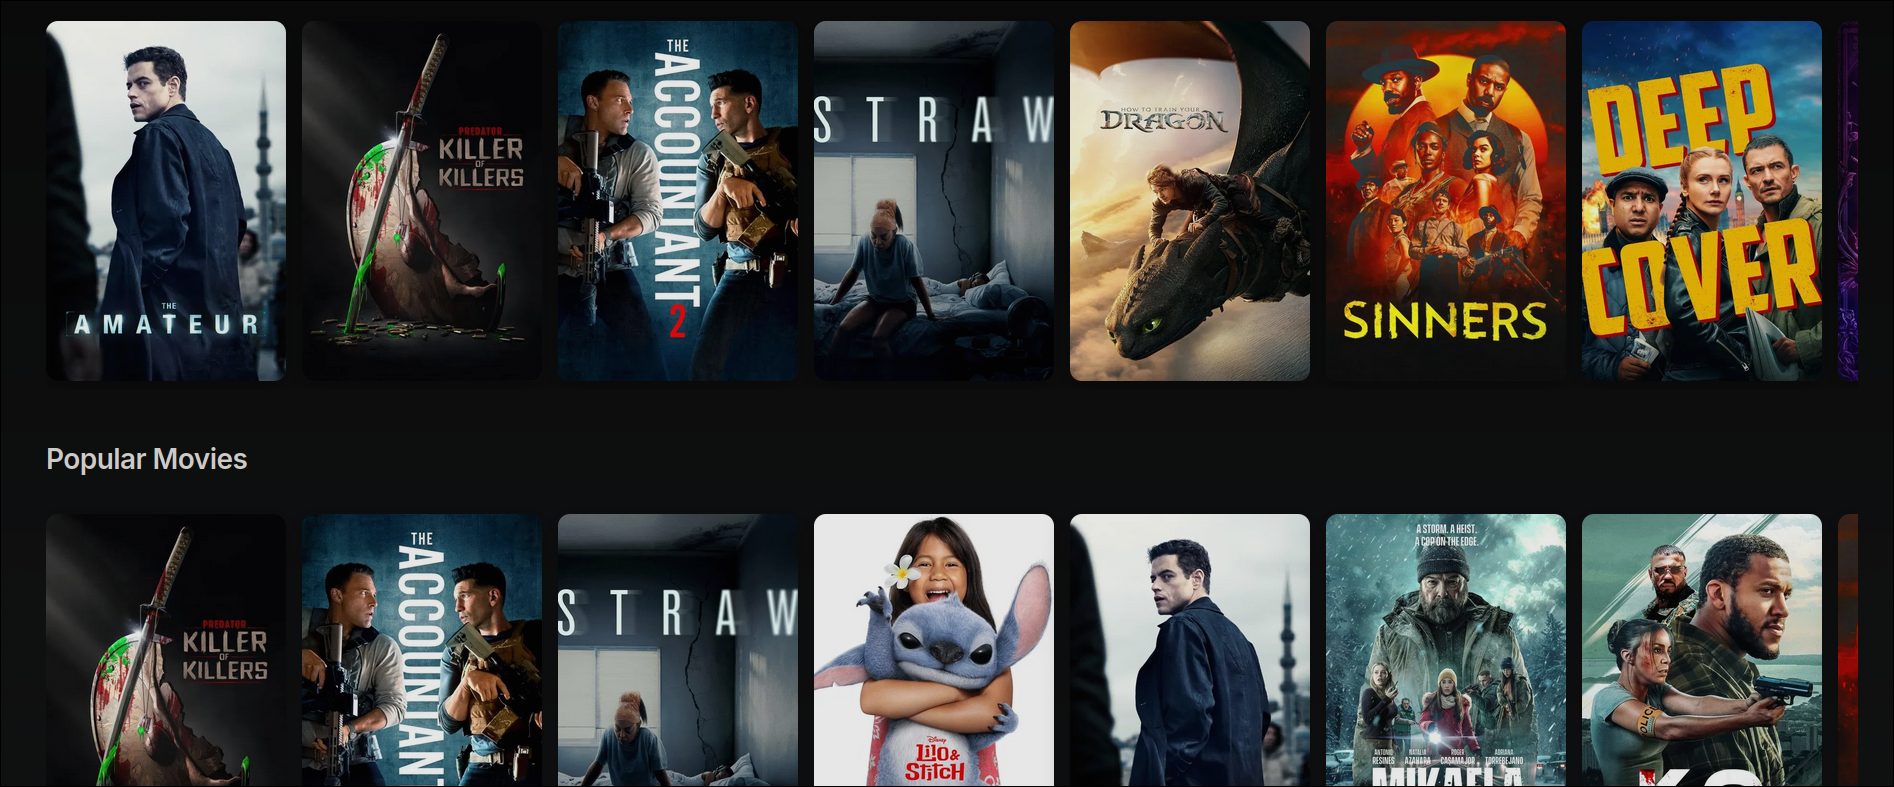 THE
AMATEUR
PREDATOR
KILLER
OF
KILLERS
THE
ACCOUNTANT
2
STRAW
HOW TO TRAIN YOUR
DRAGON
SINNERS
DEEP
COVER
Popular Movies
PREDATOR
KILLER
OF
KILLERS
THE
ACCOUNTANT
STRAW
Disney
Lilo &
Stitch
A STORM. A HEIST.
A COP ON THE EDGE.
ANTONIO RESINES
NATALIA AZAHARA
ROGER CASAMAJOR
ADRIANA TORREBEJANO
MIKAELA